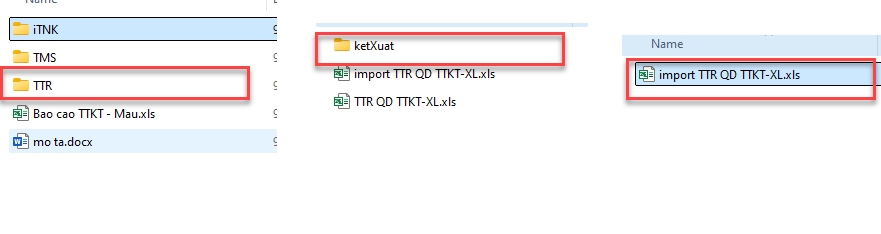 Name
iTNK
TMS
TTR
Bao cao TTKT - Mau.xls
mo ta.docx
ketXuat
import TTR QD TTKT-XL.xls
TTR QD TTKT-XL.xls
Name
import TTR QD TTKT-XL.xls